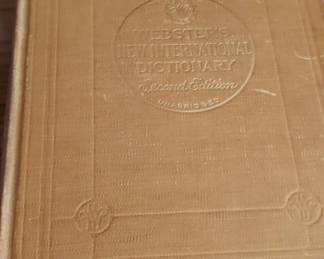 WEBSTER'S
NEW INTERNATIONAL
DICTIONARY
Second Edition
UNABRIDGED